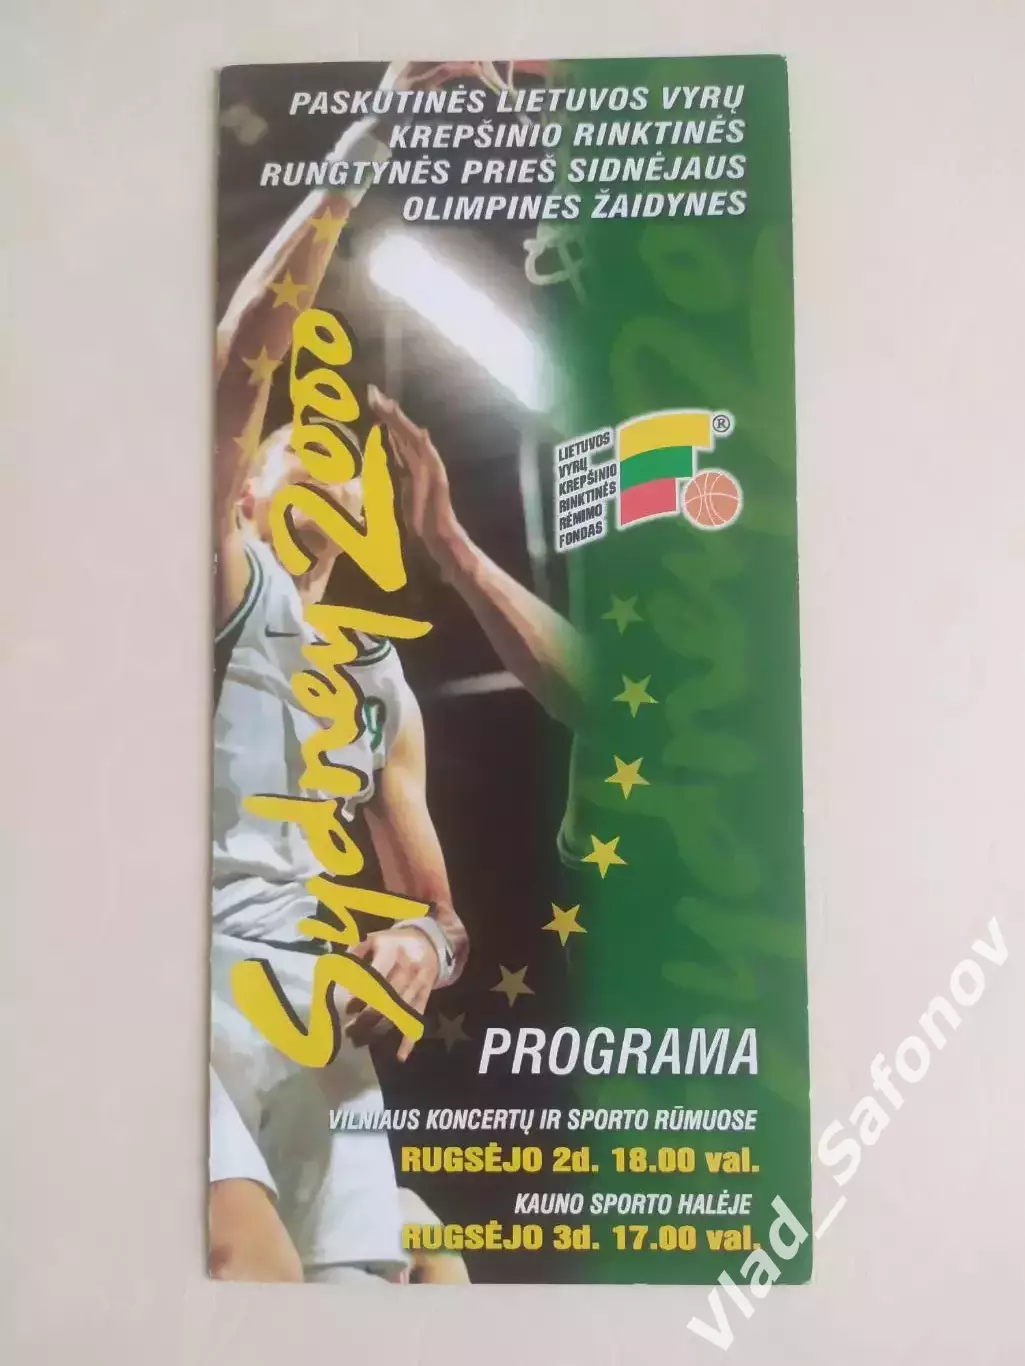 PASKUTINĖS LIETUVOS VYRŲ
KREPŠINIO RINKTINĖS
RUNGTYNĖS PRIEŠ SIDNĖJAUS
OLIMPINES ŽAIDYNES
Sydney 2000
LIETUVOS
VYRŲ
KREPŠINIO
RINKTINĖS
RĖMIMO
FONDAS
®
PROGRAMA
VILNIAUS KONCERTŲ IR SPORTO RŪMUOSE
RUGSĖJO 2d. 18.00 val.
KAUNO SPORTO HALĖJE
RUGSĖJO 3d. 17.00 val.
Vlad_Safonov